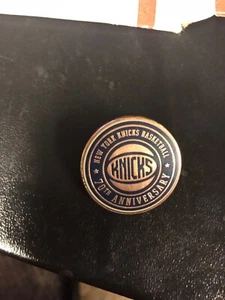 NEW YORK KNICKS BASKETBALL
KNICKS
70TH ANNIVERSARY